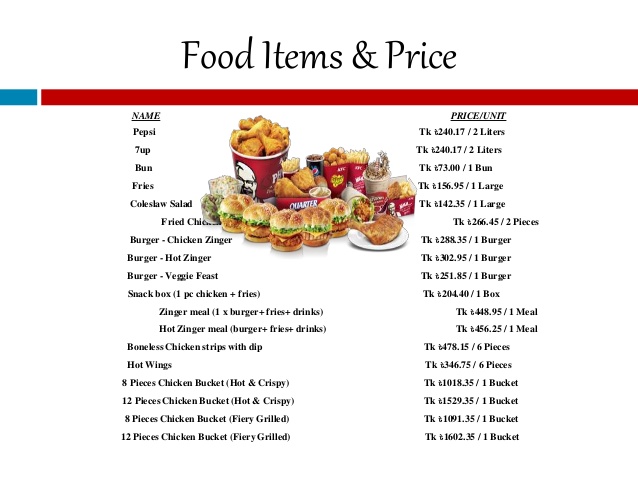 Food Items & Price
NAME PRICE/UNIT
Pepsi Tk ৳240.17 / 2 Liters
7up Tk ৳240.17 / 2 Liters
Bun Tk ৳73.00 / 1 Bun
Fries Tk ৳156.95 / 1 Large
Coleslaw Salad Tk ৳142.35 / 1 Large
Fried Chicken Tk ৳266.45 / 2 Pieces
Burger - Chicken Zinger Tk ৳288.35 / 1 Burger
Burger - Hot Zinger Tk ৳302.95 / 1 Burger
Burger - Veggie Feast Tk ৳251.85 / 1 Burger
Snack box (1 pc chicken + fries) Tk ৳204.40 / 1 Box
Zinger meal (1 x burger+ fries+ drinks) Tk ৳448.95 / 1 Meal
Hot Zinger meal (burger+ fries+ drinks) Tk ৳456.25 / 1 Meal
Boneless Chicken strips with dip Tk ৳478.15 / 6 Pieces
Hot Wings Tk ৳346.75 / 6 Pieces
8 Pieces Chicken Bucket (Hot & Crispy) Tk ৳1018.35 / 1 Bucket
12 Pieces Chicken Bucket (Hot & Crispy) Tk ৳1529.35 / 1 Bucket
8 Pieces Chicken Bucket (Fiery Grilled) Tk ৳1091.35 / 1 Bucket
12 Pieces Chicken Bucket (Fiery Grilled) Tk ৳1602.35 / 1 Bucket
KFC
pepsi
QUARTER